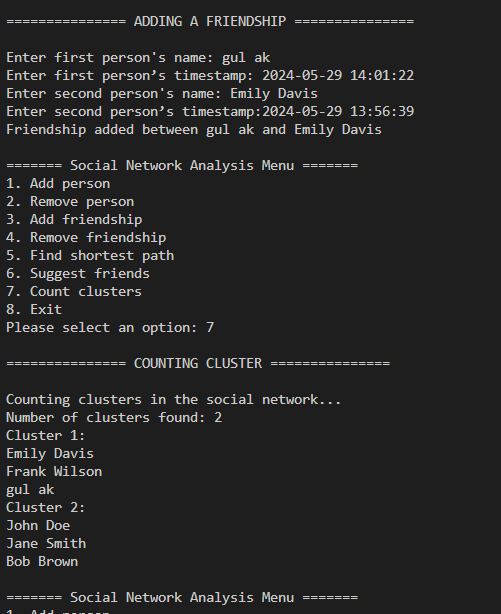 =============== ADDING A FRIENDSHIP ===============
Enter first person's name: gul ak
Enter first person’s timestamp: 2024-05-29 14:01:22
Enter second person's name: Emily Davis
Enter second person’s timestamp:2024-05-29 13:56:39
Friendship added between gul ak and Emily Davis
======= Social Network Analysis Menu =======
1. Add person
2. Remove person
3. Add friendship
4. Remove friendship
5. Find shortest path
6. Suggest friends
7. Count clusters
8. Exit
Please select an option: 7
=============== COUNTING CLUSTER ===============
Counting clusters in the social network...
Number of clusters found: 2
Cluster 1:
Emily Davis
Frank Wilson
gul ak
Cluster 2:
John Doe
Jane Smith
Bob Brown
======= Social Network Analysis Menu =======
1. Add person